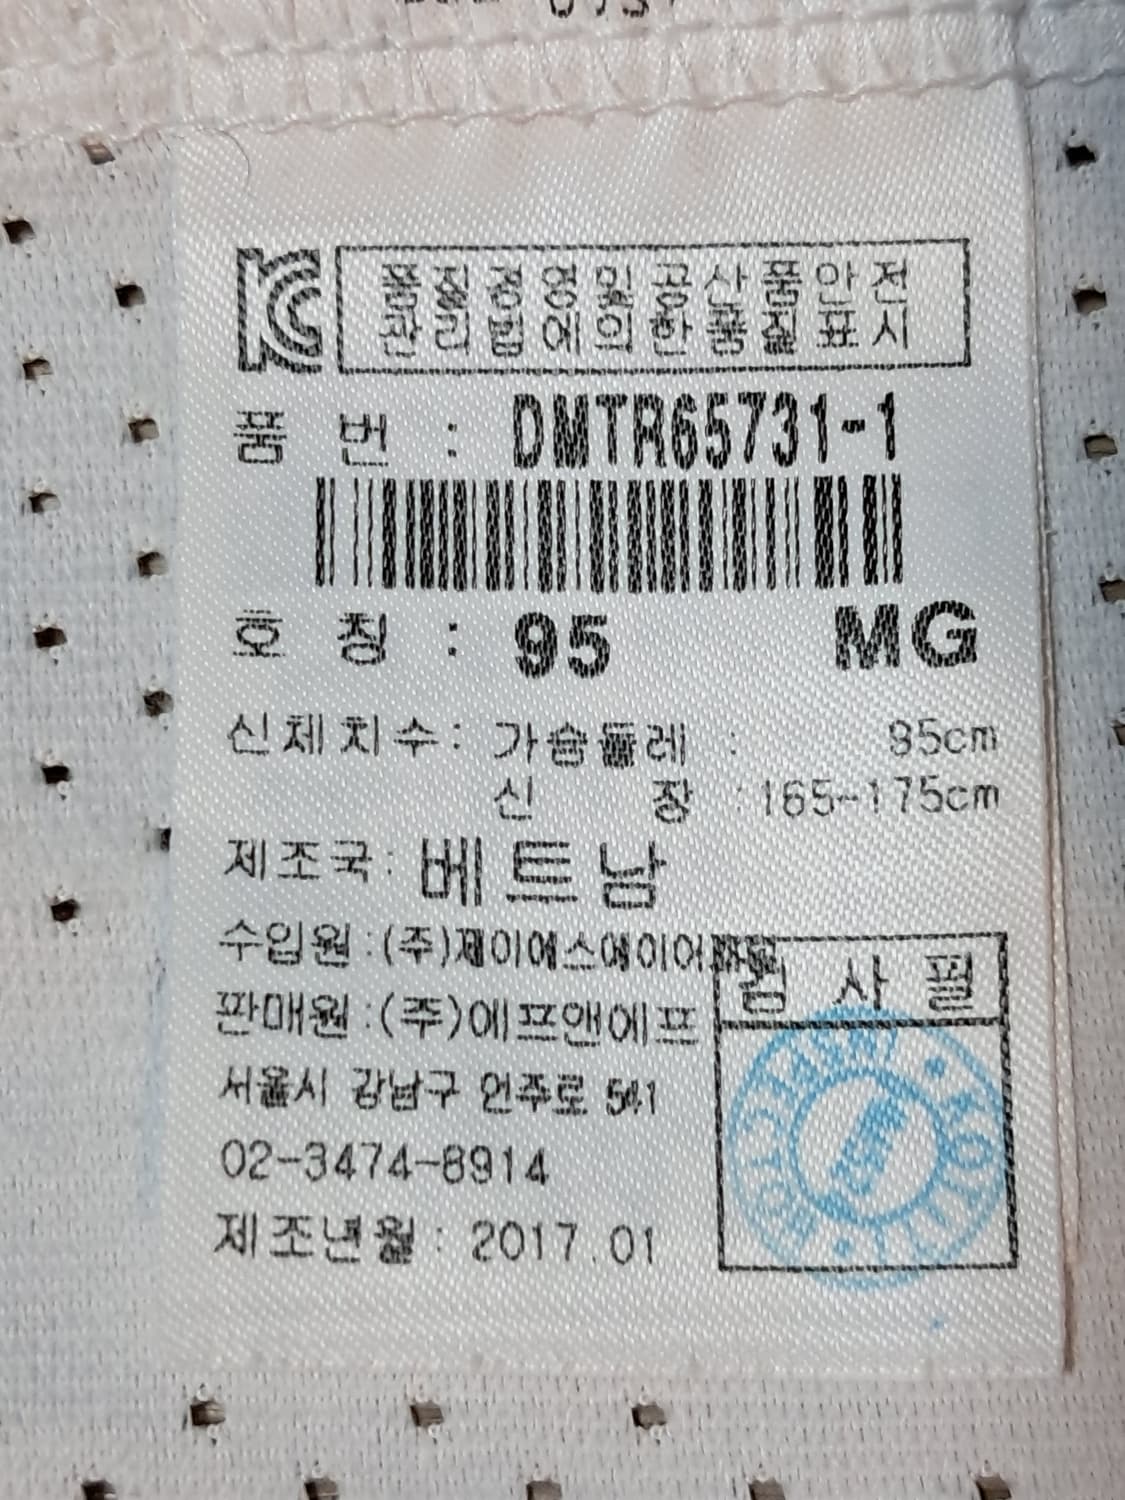 KC
품질경영및공산품안전
관리법에의한품질표시
품 번 : DMTR65731-1
호 칭 : 95 MG
신체치수: 가슴둘레 : 95cm
신 장 : 165-175cm
제조국: 베트남
수입원 :(주)제이에스에이어
검 사 필
판매원 :(주)에프앤에프
서울시 강남구 언주로 541
02-3474-8914
제조년월 : 2017.01